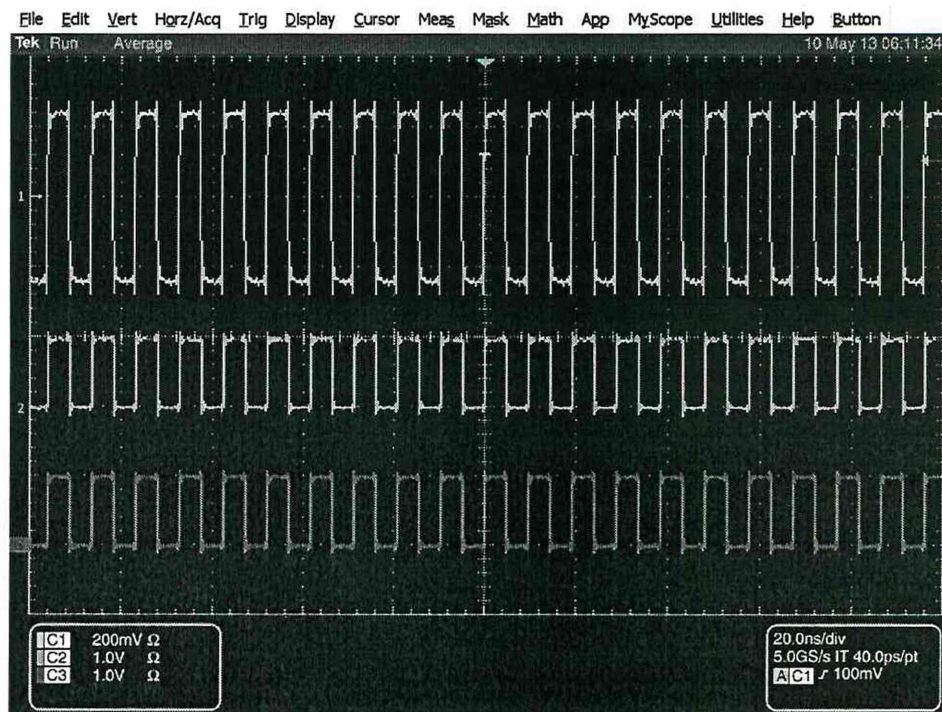 File Edit Vert Horz/Acq Trig Display Cursor Meas Mask Math App MyScope Utilities Help Button
Tek Run Average 10 May 13 06:11:34
1
2
C1 200mV Ω
C2 1.0V Ω
C3 1.0V Ω
20.0ns/div
5.0GS/s IT 40.0ps/pt
A C1 ƒ 100mV